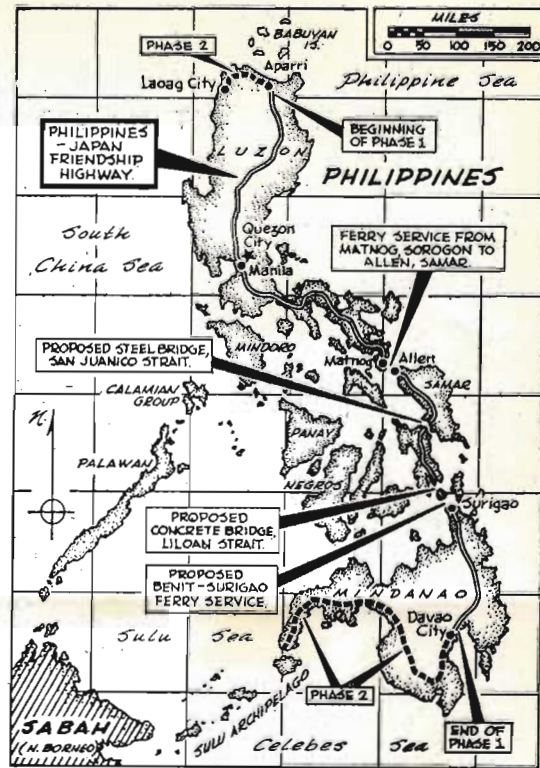 MILES
0 50 100 150 200
BABUYAN
IS.
PHASE 2
Aparri
Laoag City
Philippine Sea
BEGINNING
OF PHASE 1
PHILIPPINES
- JAPAN
FRIENDSHIP
HIGHWAY.
LUZON
PHILIPPINES
South
China Sea
Quezon
City
Manila
FERRY SERVICE FROM
MATNOG SOROGON TO
ALLEN, SAMAR.
MINDORO
PROPOSED STEEL BRIDGE,
SAN JUANICO STRAIT.
Matnog
Allen
SAMAR
CALAMIAN
GROUP
N.
PANAY
PALAWAN
NEGROS
Surigao
PROPOSED
CONCRETE BRIDGE,
LILOAN STRAIT.
PROPOSED
BENIT-SURIGAO
FERRY SERVICE.
MINDANAO
Davao
City
Sulu Sea
PHASE 2
SULU ARCHIPELAGO
SABAH
(N. BORNEO)
Celebes Sea
END OF
PHASE 1